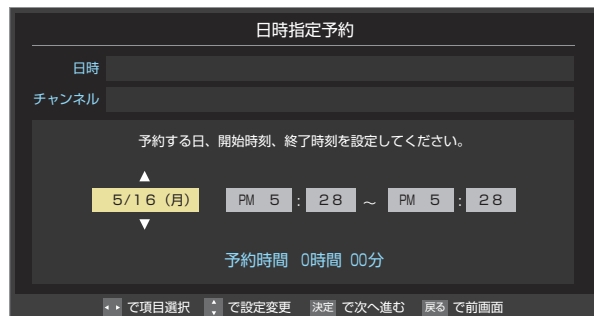 日時指定予約
日時
チャンネル
予約する日、開始時刻、終了時刻を設定してください。
5/16(月) PM 5:28 ~ PM 5:28
予約時間 0時間 00分
で項目選択 で設定変更 決定 で次へ進む 戻る で前画面